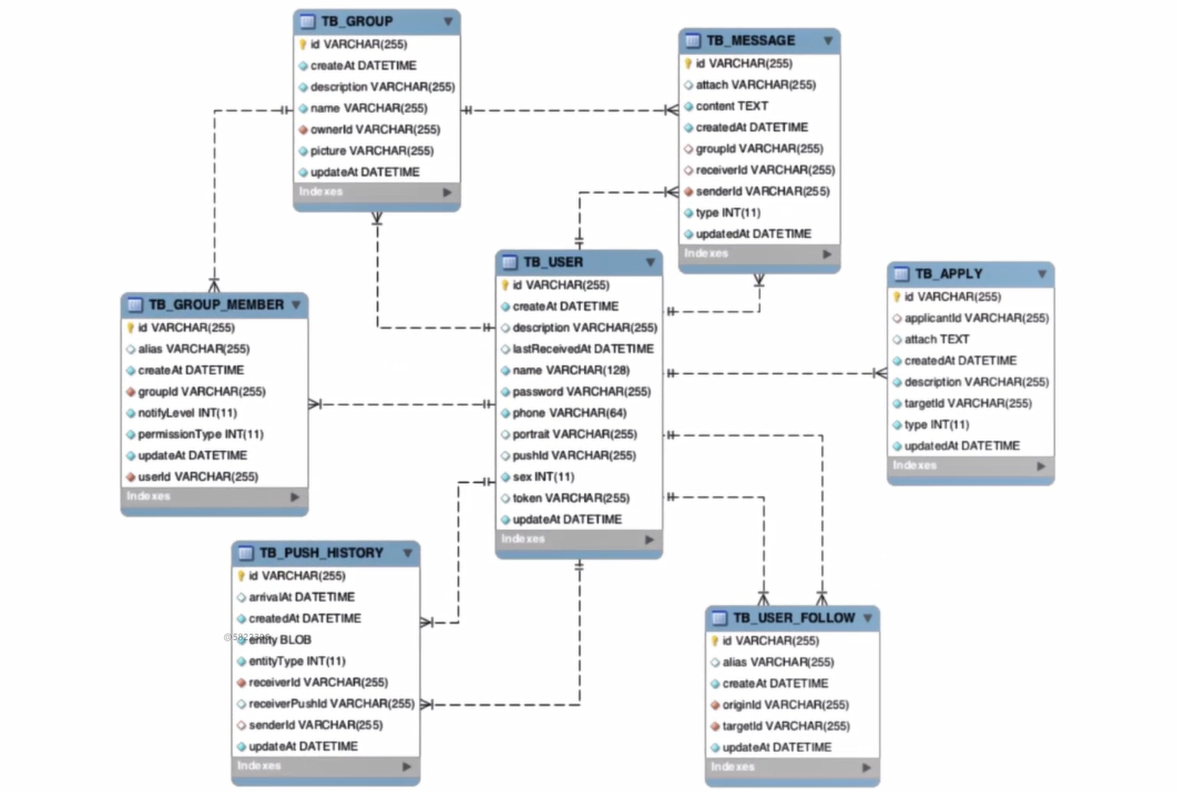 TB_GROUP
id VARCHAR(255)
createAt DATETIME
description VARCHAR(255)
name VARCHAR(255)
ownerId VARCHAR(255)
picture VARCHAR(255)
updateAt DATETIME
Indexes
TB_MESSAGE
id VARCHAR(255)
attach VARCHAR(255)
content TEXT
createdAt DATETIME
groupId VARCHAR(255)
receiverId VARCHAR(255)
senderId VARCHAR(255)
type INT(11)
updatedAt DATETIME
Indexes
TB_USER
id VARCHAR(255)
createAt DATETIME
description VARCHAR(255)
lastReceivedAt DATETIME
name VARCHAR(128)
password VARCHAR(255)
phone VARCHAR(64)
portrait VARCHAR(255)
pushId VARCHAR(255)
sex INT(11)
token VARCHAR(255)
updateAt DATETIME
Indexes
TB_APPLY
id VARCHAR(255)
applicantId VARCHAR(255)
attach TEXT
createdAt DATETIME
description VARCHAR(255)
targetId VARCHAR(255)
type INT(11)
updatedAt DATETIME
Indexes
TB_GROUP_MEMBER
id VARCHAR(255)
alias VARCHAR(255)
createAt DATETIME
groupId VARCHAR(255)
notifyLevel INT(11)
permissionType INT(11)
updateAt DATETIME
userId VARCHAR(255)
Indexes
TB_PUSH_HISTORY
id VARCHAR(255)
arrivalAt DATETIME
createdAt DATETIME
entity BLOB
entityType INT(11)
receiverId VARCHAR(255)
receiverPushId VARCHAR(255)
senderId VARCHAR(255)
updateAt DATETIME
Indexes
TB_USER_FOLLOW
id VARCHAR(255)
alias VARCHAR(255)
createAt DATETIME
originId VARCHAR(255)
targetId VARCHAR(255)
updateAt DATETIME
Indexes